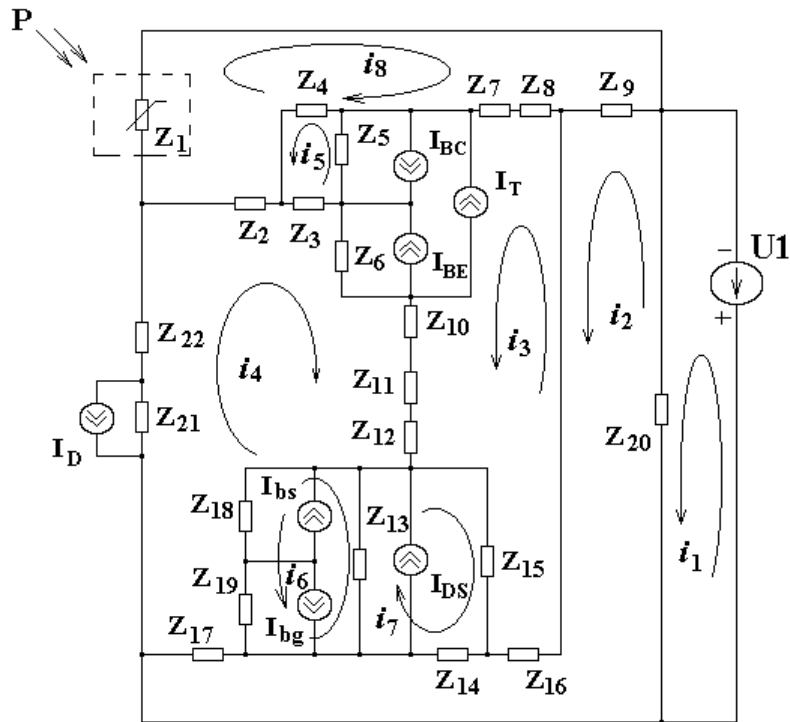 P
i8
Z4
Z7
Z8
Z9
Z1
Z5
IBC
i5
IT
U1
Z2
Z3
Z6
IBE
Z10
i3
i2
Z22
i4
Z11
Z21
ID
Z12
Z20
Ibs
Z18
Z13
Z19
i6
IDS
Z15
i1
Ibg
i7
Z17
Z14
Z16
−
+